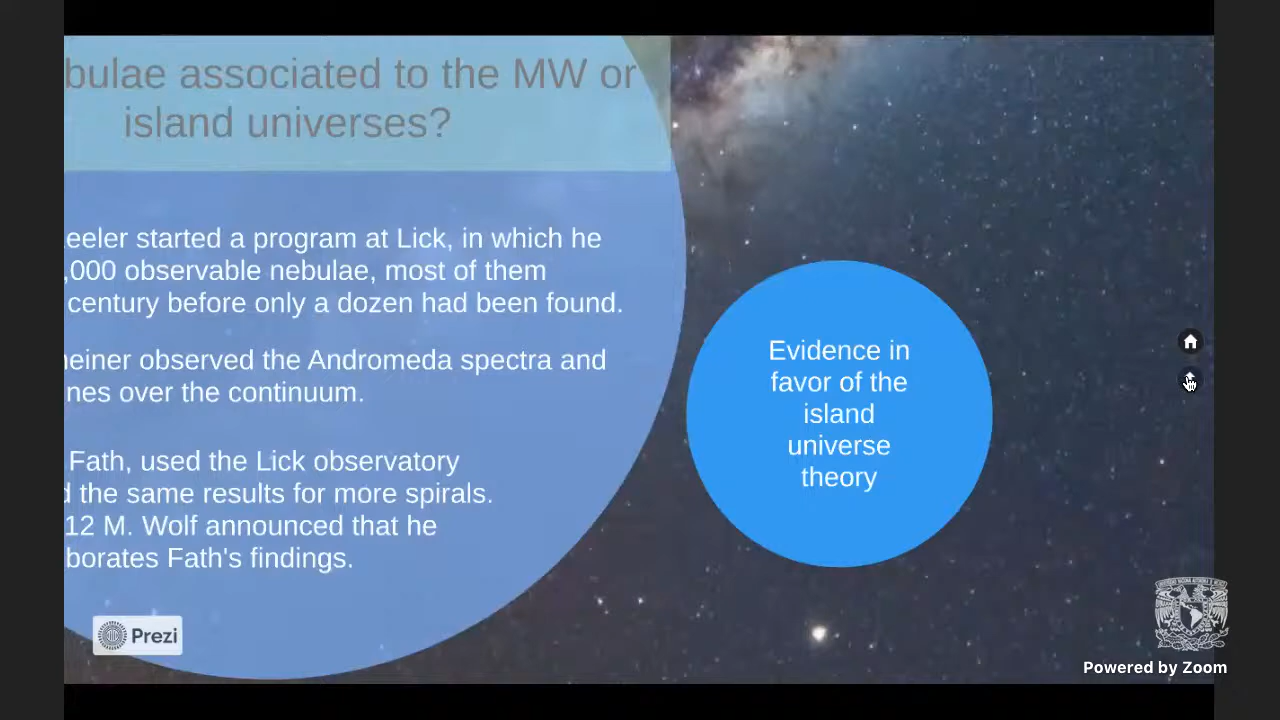 bulae associated to the MW or
island universes?
eeler started a program at Lick, in which he
,000 observable nebulae, most of them
century before only a dozen had been found.
heiner observed the Andromeda spectra and
nes over the continuum.
Fath, used the Lick observatory
d the same results for more spirals.
12 M. Wolf announced that he
borates Fath's findings.
Evidence in
favor of the
island
universe
theory
Prezi
Powered by Zoom